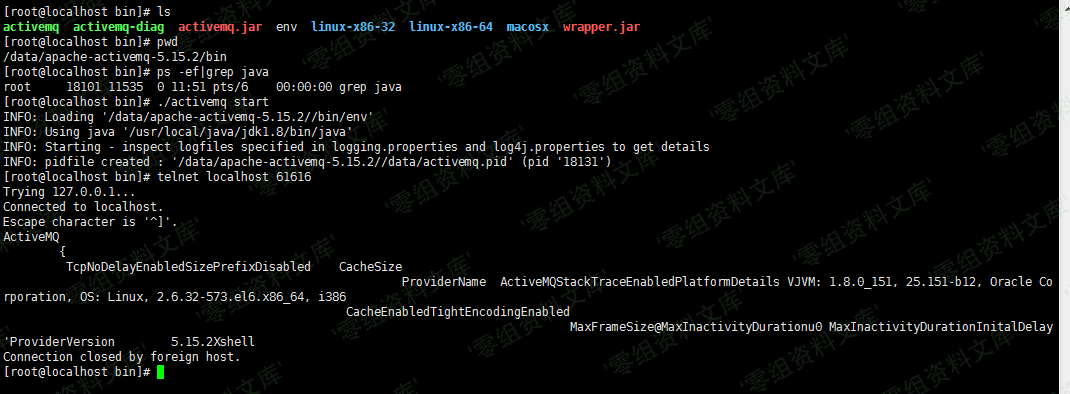 [root@localhost bin]# ls
activemq  activemq-diag  activemq.jar  env  linux-x86-32  linux-x86-64  macosx  wrapper.jar
[root@localhost bin]# pwd
/data/apache-activemq-5.15.2/bin
[root@localhost bin]# ps -ef|grep java
root     18101 11535  0 11:51 pts/6    00:00:00 grep java
[root@localhost bin]# ./activemq start
INFO: Loading '/data/apache-activemq-5.15.2//bin/env'
INFO: Using java '/usr/local/java/jdk1.8/bin/java'
INFO: Starting - inspect logfiles specified in logging.properties and log4j.properties to get details
INFO: pidfile created : '/data/apache-activemq-5.15.2//data/activemq.pid' (pid '18131')
[root@localhost bin]# telnet localhost 61616
Trying 127.0.0.1...
Connected to localhost.
Escape character is '^]'.
ActiveMQ
{
TcpNoDelayEnabledSizePrefixDisabled    CacheSize
ProviderName  ActiveMQStackTraceEnabledPlatformDetails VJVM: 1.8.0_151, 25.151-b12, Oracle Co
rporation, OS: Linux, 2.6.32-573.el6.x86_64, i386
CacheEnabledTightEncodingEnabled
MaxFrameSize@MaxInactivityDurationu0 MaxInactivityDurationInitalDelay
'ProviderVersion        5.15.2Xshell
Connection closed by foreign host.
[root@localhost bin]#
'零组资料文库'